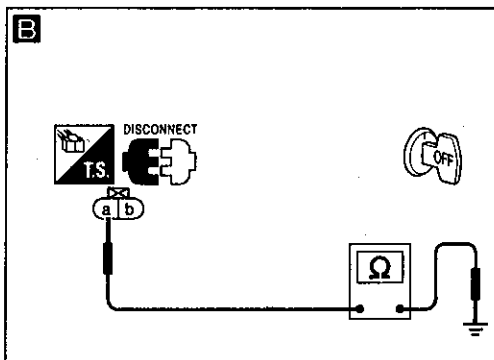 B
DISCONNECT
T.S.
OFF
a b
Ω